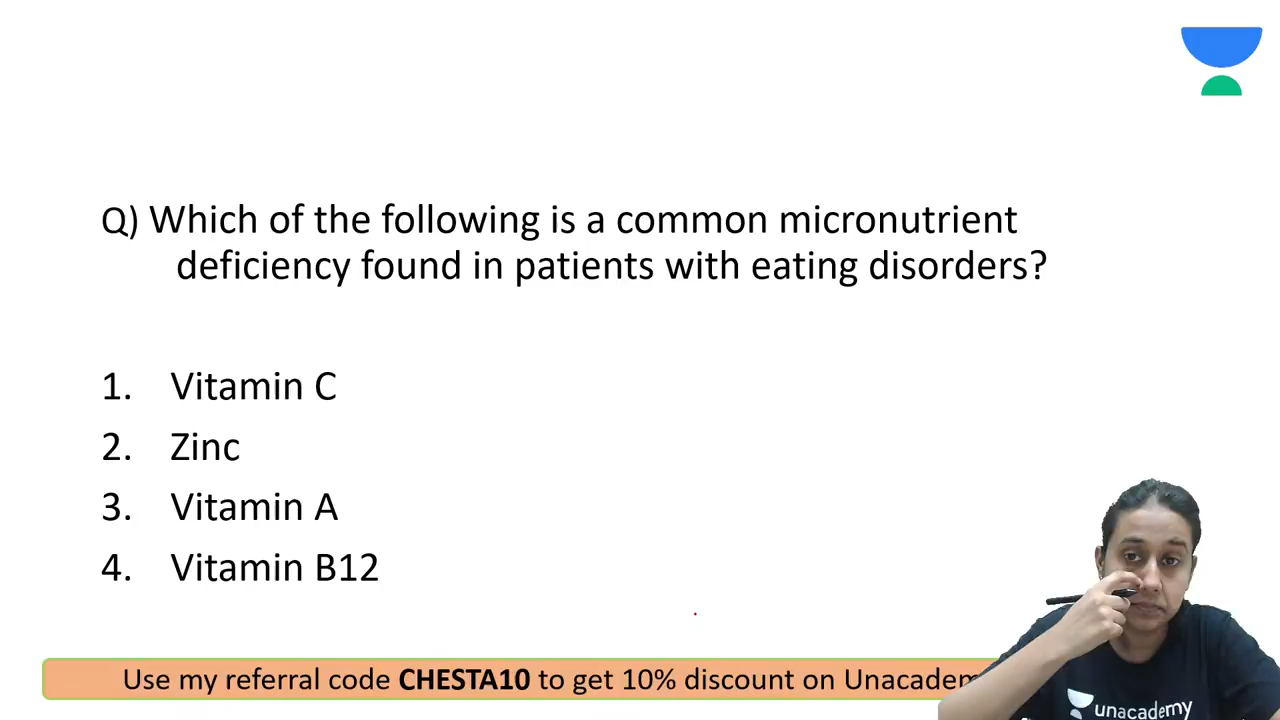 Q) Which of the following is a common micronutrient
deficiency found in patients with eating disorders?
1. Vitamin C
2. Zinc
3. Vitamin A
4. Vitamin B12
Use my referral code CHESTA10 to get 10% discount on Unacadem
unacademy